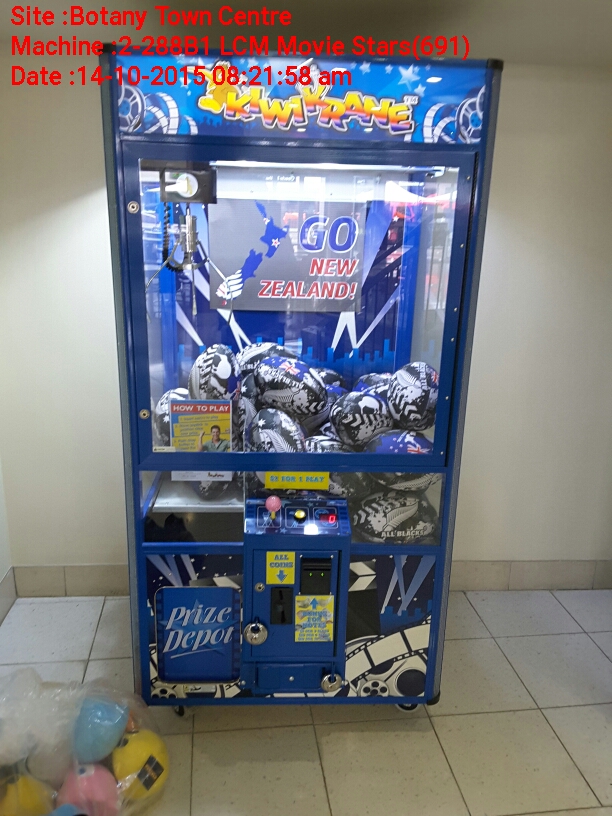 Site :Botany Town Centre
Machine :2-288B1 LCM Movie Stars(691)
Date :14-10-2015 08:21:58 am
KIWI KRANE
GO
NEW
ZEALAND!
HOW TO PLAY
$2 FOR 1 PLAY
ALL BLACKS
ALL
COINS
Prize
Depot